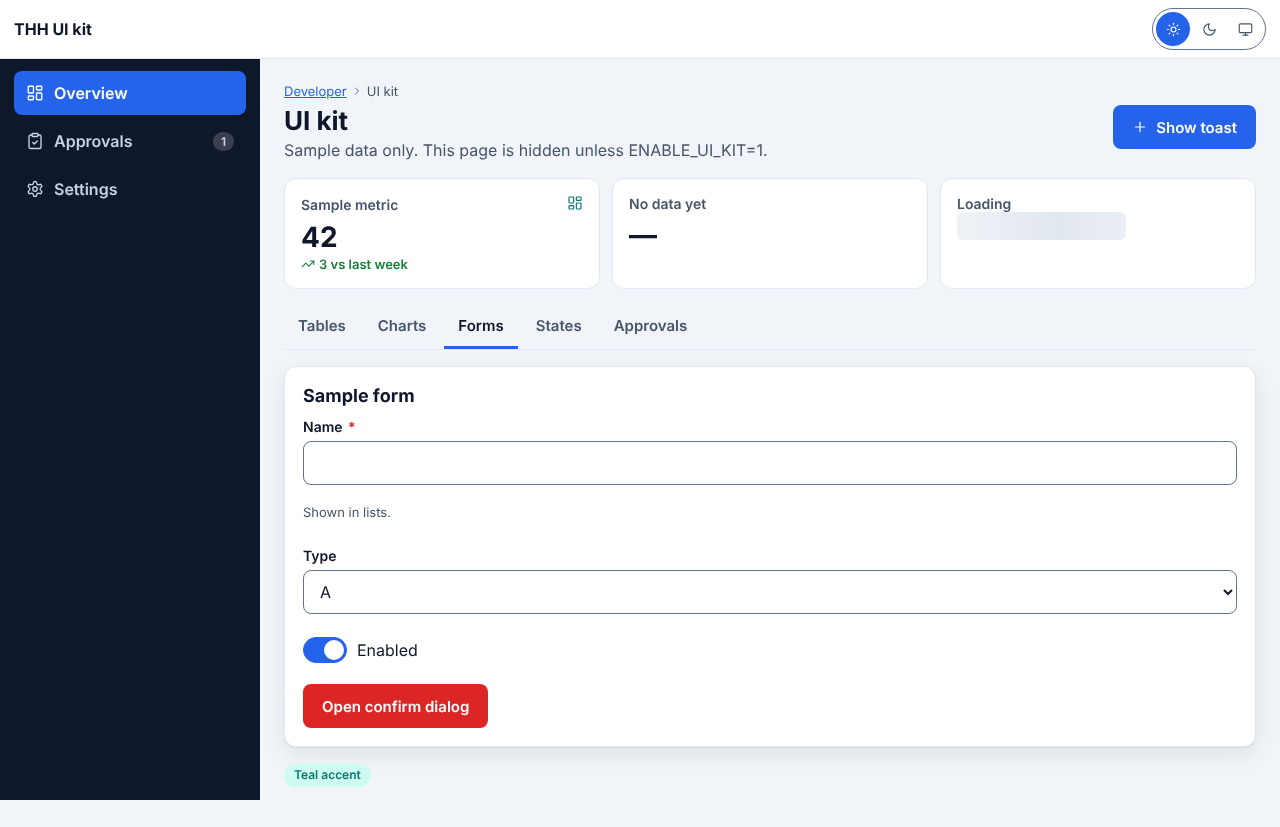 THH UI kit
Overview
Approvals 1
Settings
Developer > UI kit
UI kit
Sample data only. This page is hidden unless ENABLE_UI_KIT=1.
+ Show toast
Sample metric
42
3 vs last week
No data yet
—
Loading
Tables Charts Forms States Approvals
Sample form
Name *
Shown in lists.
Type
A
Enabled
Open confirm dialog
Teal accent